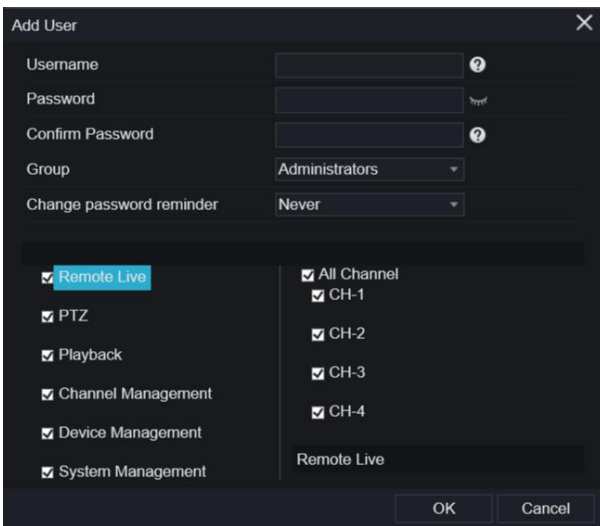 Add User
Username
Password
Confirm Password
Group Administrators
Change password reminder Never
Remote Live
PTZ
Playback
Channel Management
Device Management
System Management
All Channel
CH-1
CH-2
CH-3
CH-4
Remote Live
OK Cancel